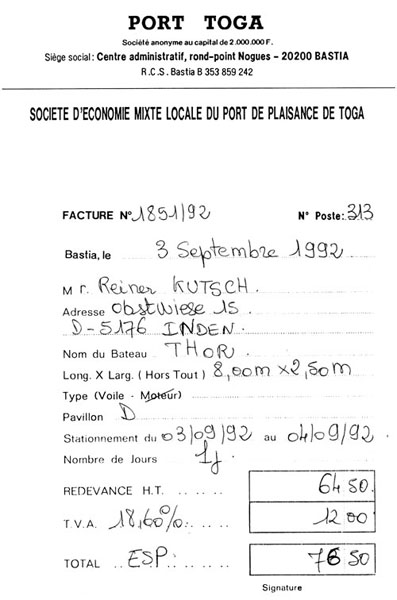 PORT TOGA
Société anonyme au capital de 2.000.000 F.
Siège social : Centre administratif, rond-point Nogues - 20200 BASTIA
R.C.S. Bastia B 353 859 242
SOCIETE D'ECONOMIE MIXTE LOCALE DU PORT DE PLAISANCE DE TOGA
FACTURE N° 1851/92 N° Poste: 313
Bastia, le 3 Septembre 1992
Mr. Reiner KUTSCH.
Adresse Obstwiese 15
D-5176 INDEN.
Nom du Bateau THOR.
Long. X Larg. ( Hors Tout ) 8,00m x 2,50m
Type (Voile - Moteur)
Pavillon D
Stationnement du 03/09/92 au 04/09/92.
Nombre de Jours 1j
REDEVANCE H.T. 64 50.
T.V.A. 18,60% 12 00
TOTAL ESP: 76 50
Signature